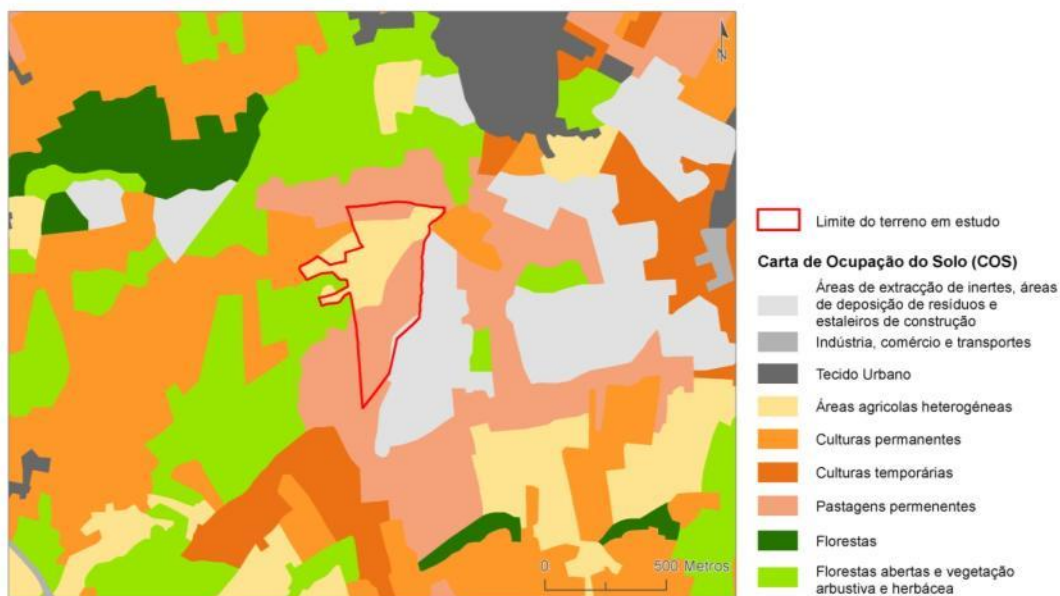 N
0
500 Metros
Limite do terreno em estudo
Carta de Ocupação do Solo (COS)
Áreas de extracção de inertes, áreas
de deposição de resíduos e
estaleiros de construção
Indústria, comércio e transportes
Tecido Urbano
Áreas agricolas heterogéneas
Culturas permanentes
Culturas temporárias
Pastagens permenentes
Florestas
Florestas abertas e vegetação
arbustiva e herbácea